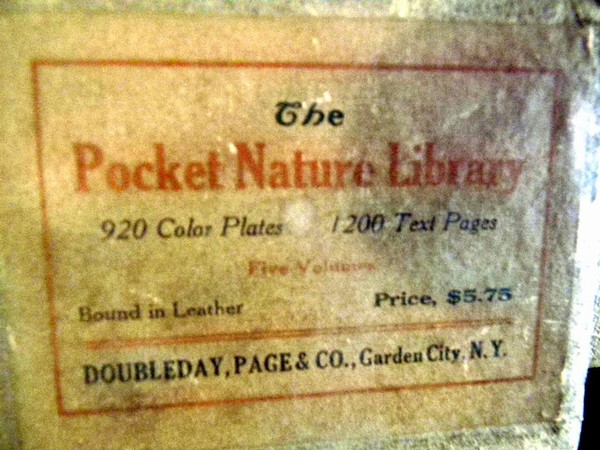 The
Pocket Nature Library
920 Color Plates 1200 Text Pages
Five Volumes
Bound in Leather Price, $5.75
DOUBLEDAY, PAGE & CO., Garden City, N.Y.